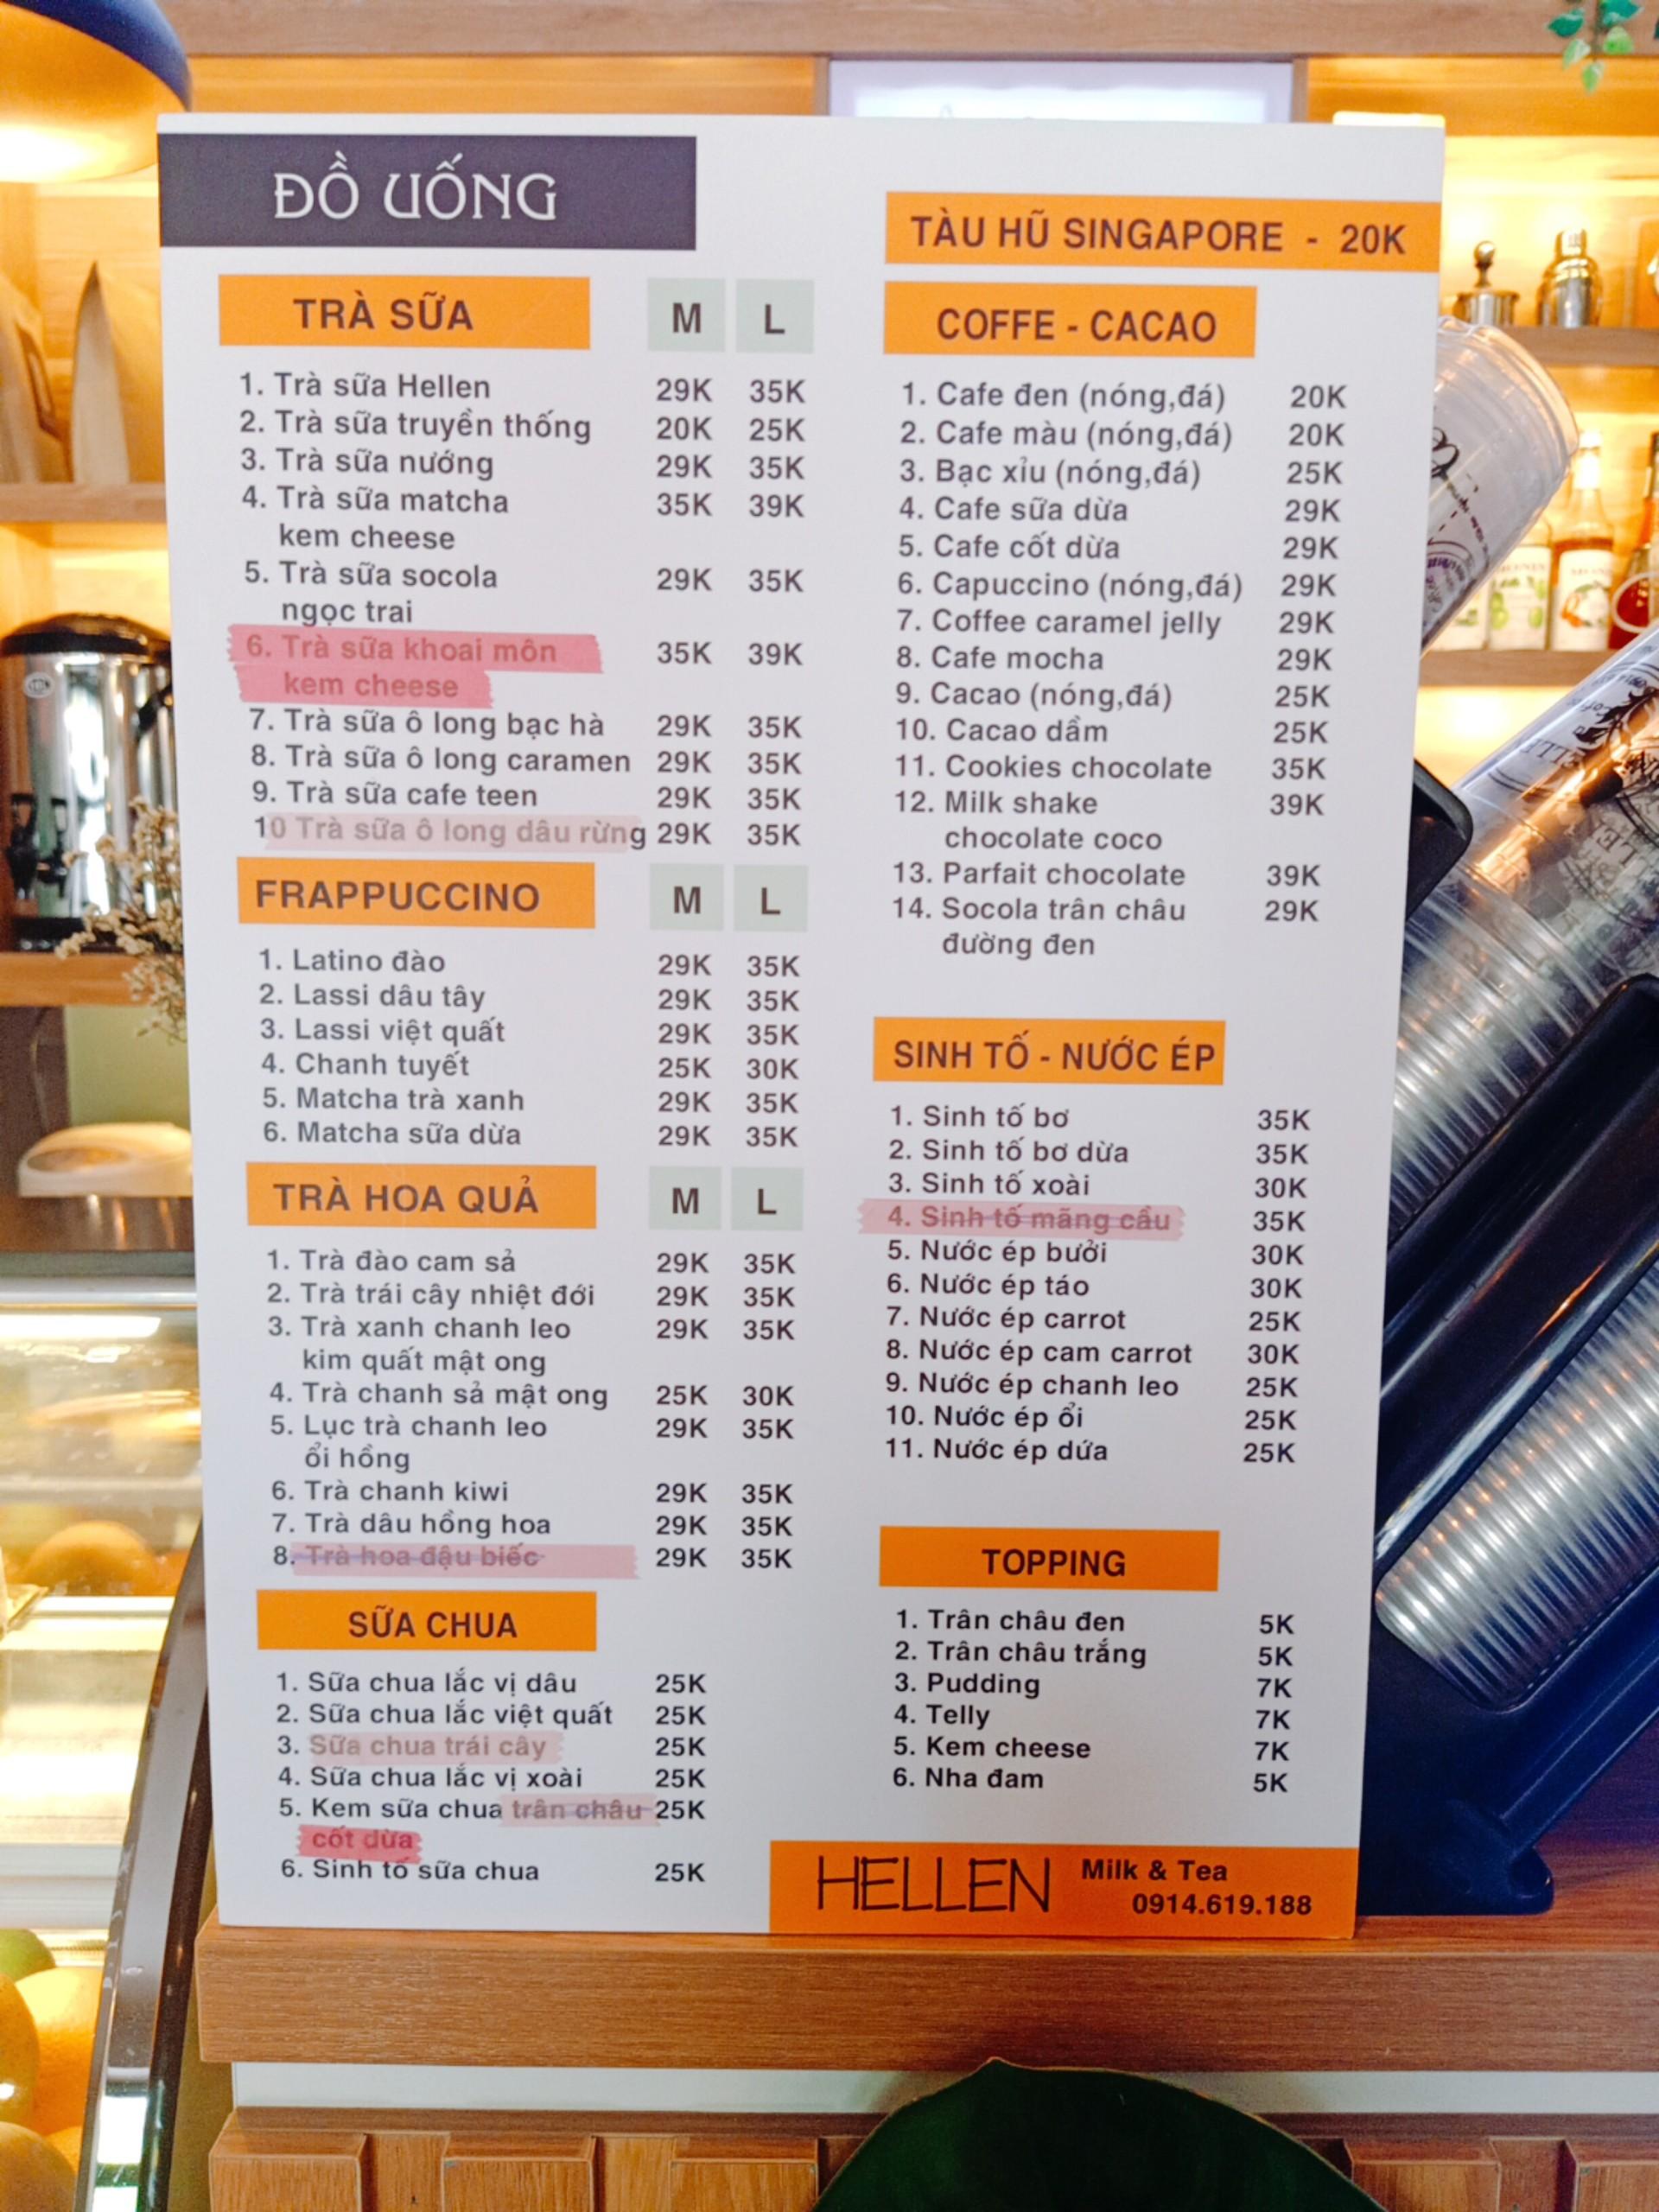 ĐỒ UỐNG
TRÀ SỮA M L
1. Trà sữa Hellen 29K 35K
2. Trà sữa truyền thống 20K 25K
3. Trà sữa nướng 29K 35K
4. Trà sữa matcha 35K 39K
kem cheese
5. Trà sữa socola 29K 35K
ngọc trai
6. Trà sữa khoai môn 35K 39K
kem cheese
7. Trà sữa ô long bạc hà 29K 35K
8. Trà sữa ô long caramen 29K 35K
9. Trà sữa cafe teen 29K 35K
10 Trà sữa ô long dâu rừng 29K 35K
FRAPPUCCINO M L
1. Latino đào 29K 35K
2. Lassi dâu tây 29K 35K
3. Lassi việt quất 29K 35K
4. Chanh tuyết 25K 30K
5. Matcha trà xanh 29K 35K
6. Matcha sữa dừa 29K 35K
TRÀ HOA QUẢ M L
1. Trà đào cam sả 29K 35K
2. Trà trái cây nhiệt đới 29K 35K
3. Trà xanh chanh leo 29K 35K
kim quất mật ong
4. Trà chanh sả mật ong 25K 30K
5. Lục trà chanh leo 29K 35K
ổi hồng
6. Trà chanh kiwi 29K 35K
7. Trà dâu hồng hoa 29K 35K
8. Trà hoa đậu biếc 29K 35K
SỮA CHUA
1. Sữa chua lắc vị dâu 25K
2. Sữa chua lắc việt quất 25K
3. Sữa chua trái cây 25K
4. Sữa chua lắc vị xoài 25K
5. Kem sữa chua trân châu 25K
cốt dừa
6. Sinh tố sữa chua 25K
TÀU HŨ SINGAPORE - 20K
COFFE - CACAO
1. Cafe đen (nóng,đá) 20K
2. Cafe màu (nóng,đá) 20K
3. Bạc xỉu (nóng,đá) 25K
4. Cafe sữa dừa 29K
5. Cafe cốt dừa 29K
6. Capuccino (nóng,đá) 29K
7. Coffee caramel jelly 29K
8. Cafe mocha 29K
9. Cacao (nóng,đá) 25K
10. Cacao dầm 25K
11. Cookies chocolate 35K
12. Milk shake 39K
chocolate coco
13. Parfait chocolate 39K
14. Socola trân châu 29K
đường đen
SINH TỐ - NƯỚC ÉP
1. Sinh tố bơ 35K
2. Sinh tố bơ dừa 35K
3. Sinh tố xoài 30K
4. Sinh tố mãng cầu 35K
5. Nước ép bưởi 30K
6. Nước ép táo 30K
7. Nước ép carrot 25K
8. Nước ép cam carrot 30K
9. Nước ép chanh leo 25K
10. Nước ép ổi 25K
11. Nước ép dứa 25K
TOPPING
1. Trân châu đen 5K
2. Trân châu trắng 5K
3. Pudding 7K
4. Telly 7K
5. Kem cheese 7K
6. Nha đam 5K
HELLEN Milk & Tea
0914.619.188